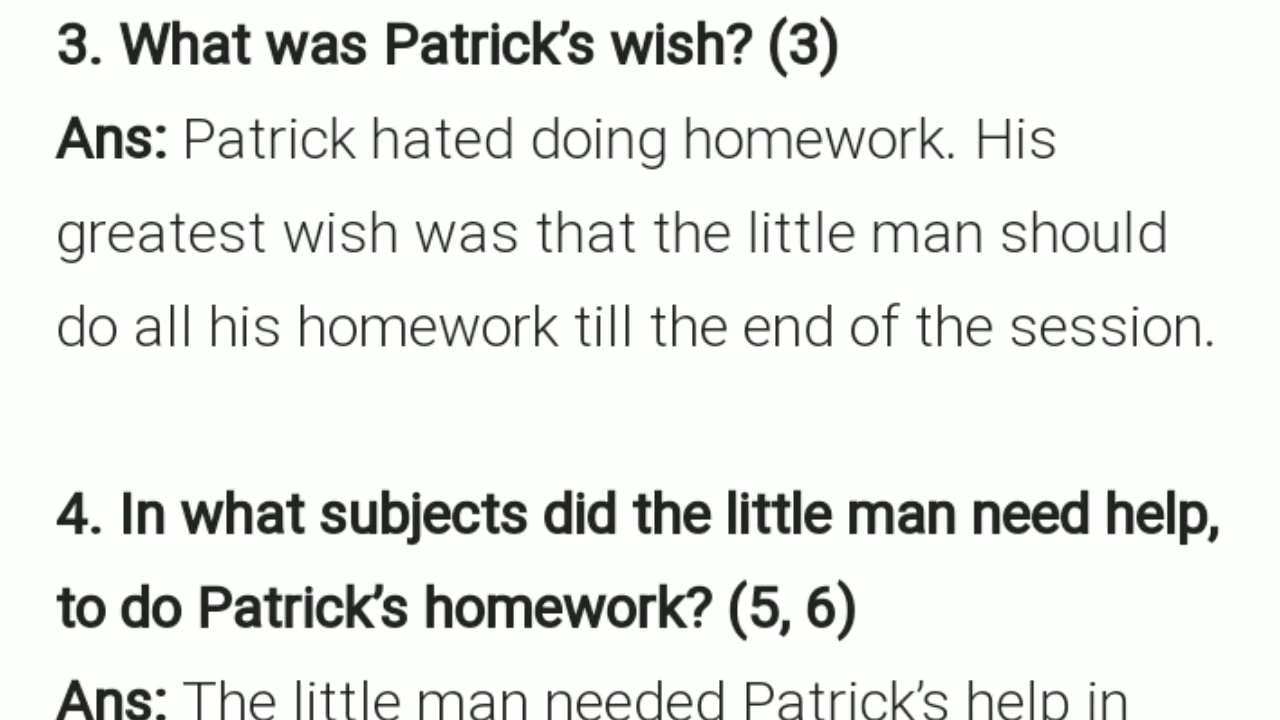 3. What was Patrick’s wish? (3)
Ans: Patrick hated doing homework. His
greatest wish was that the little man should
do all his homework till the end of the session.
4. In what subjects did the little man need help,
to do Patrick’s homework? (5, 6)
Ans: The little man needed Patrick’s help in